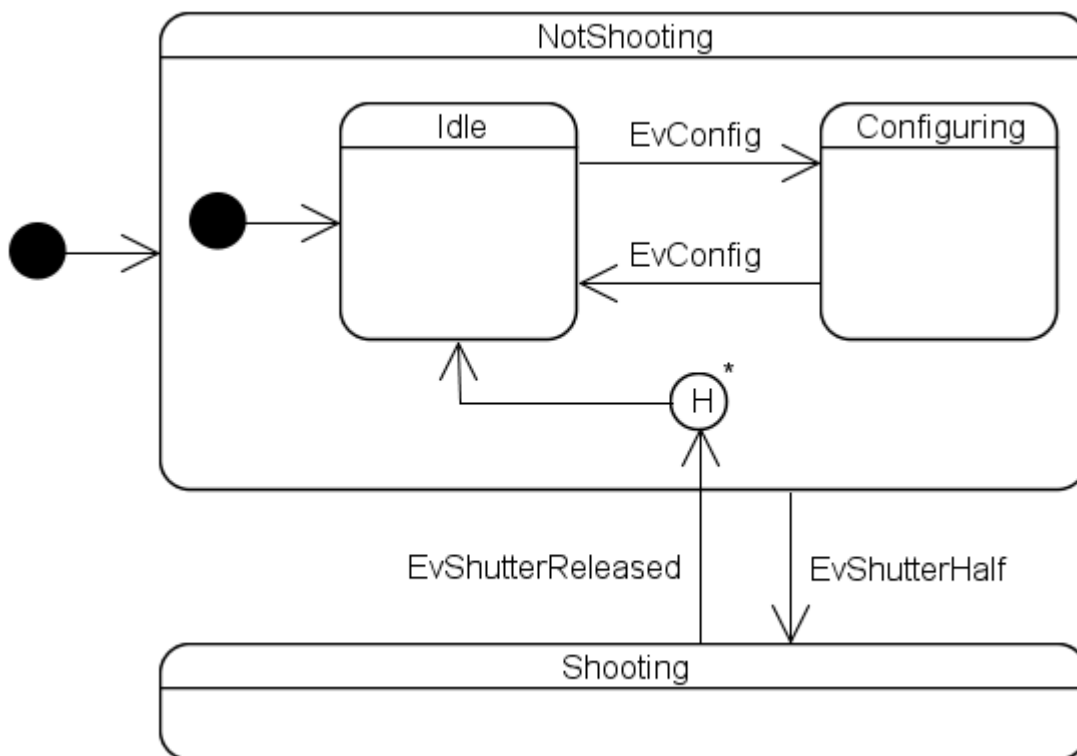 NotShooting
Idle
EvConfig
Configuring
EvConfig
H*
EvShutterReleased
EvShutterHalf
Shooting